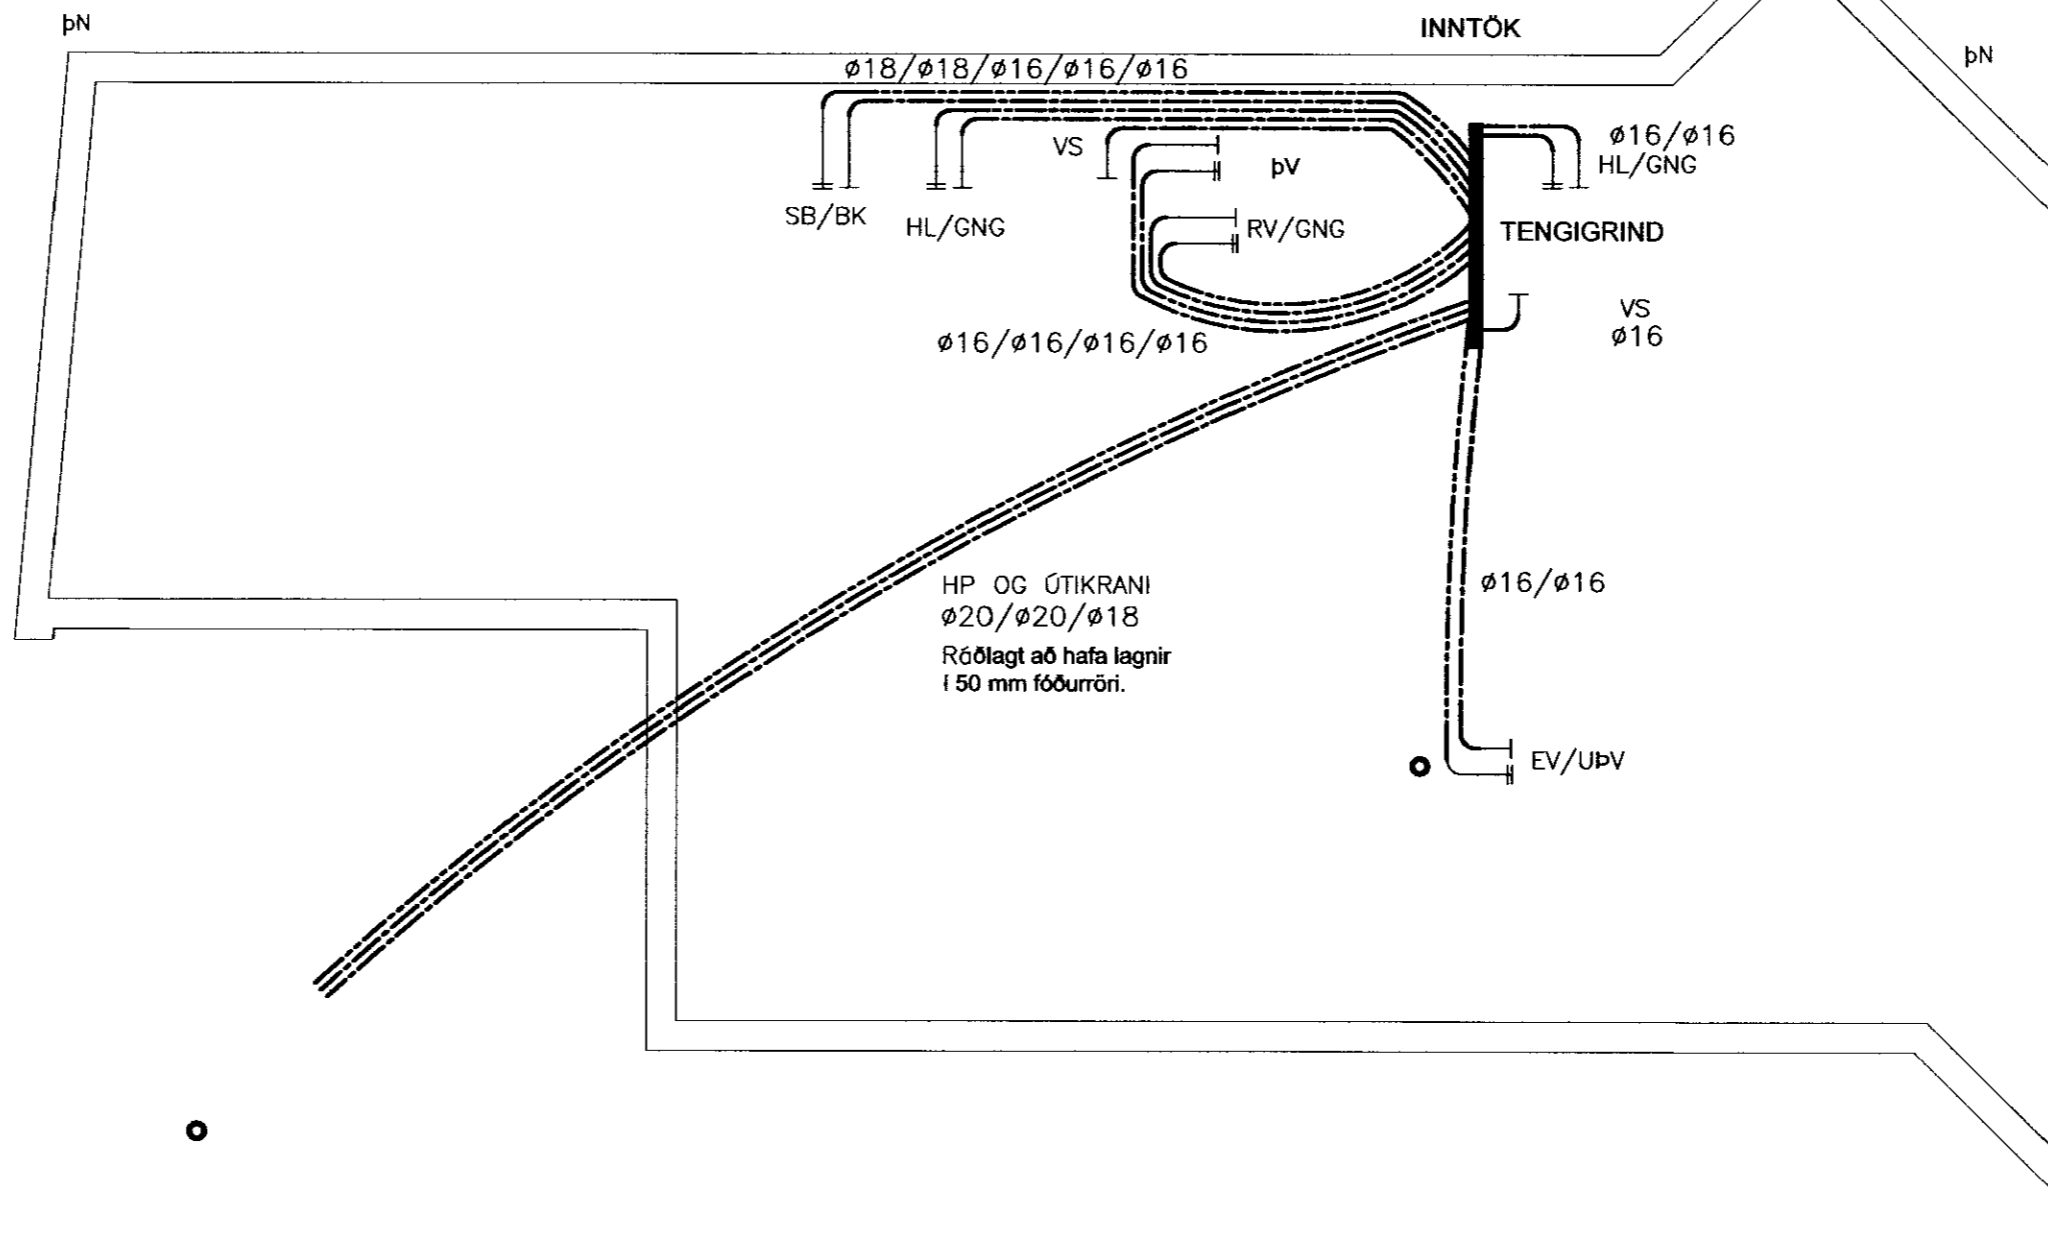 þN
INNTÖK
þN
ø18/ø18/ø16/ø16/ø16
VS
þV
ø16/ø16
HL/GNG
SB/BK
HL/GNG
RV/GNG
TENGIGRIND
VS
ø16
ø16/ø16/ø16/ø16
HP OG ÚTIKRANI
ø20/ø20/ø18
Ráðlagt að hafa lagnir
í 50 mm fóðurröri.
ø16/ø16
EV/UÞV